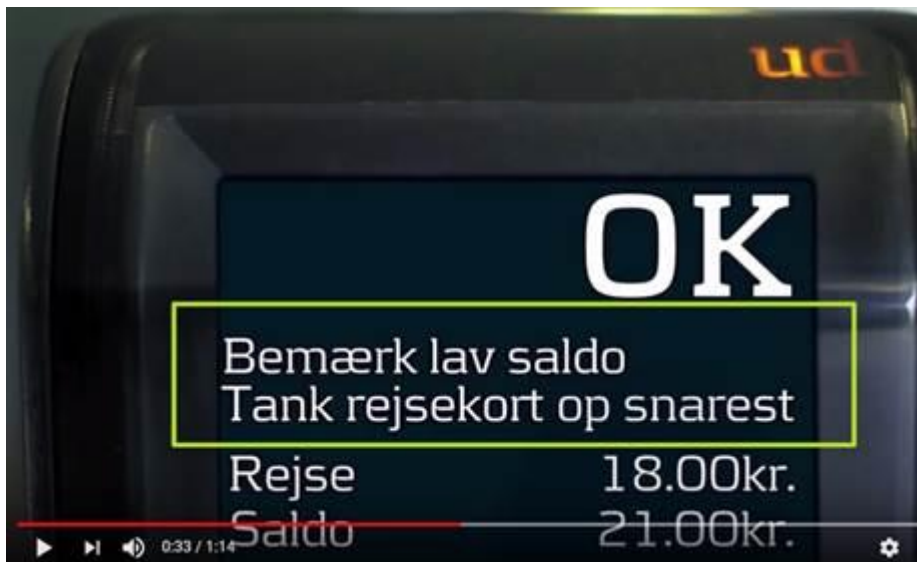 ud
OK
Bemærk lav saldo
Tank rejsekort op snarest
Rejse 18.00kr.
Saldo 21.00kr.
0:33 / 1:14